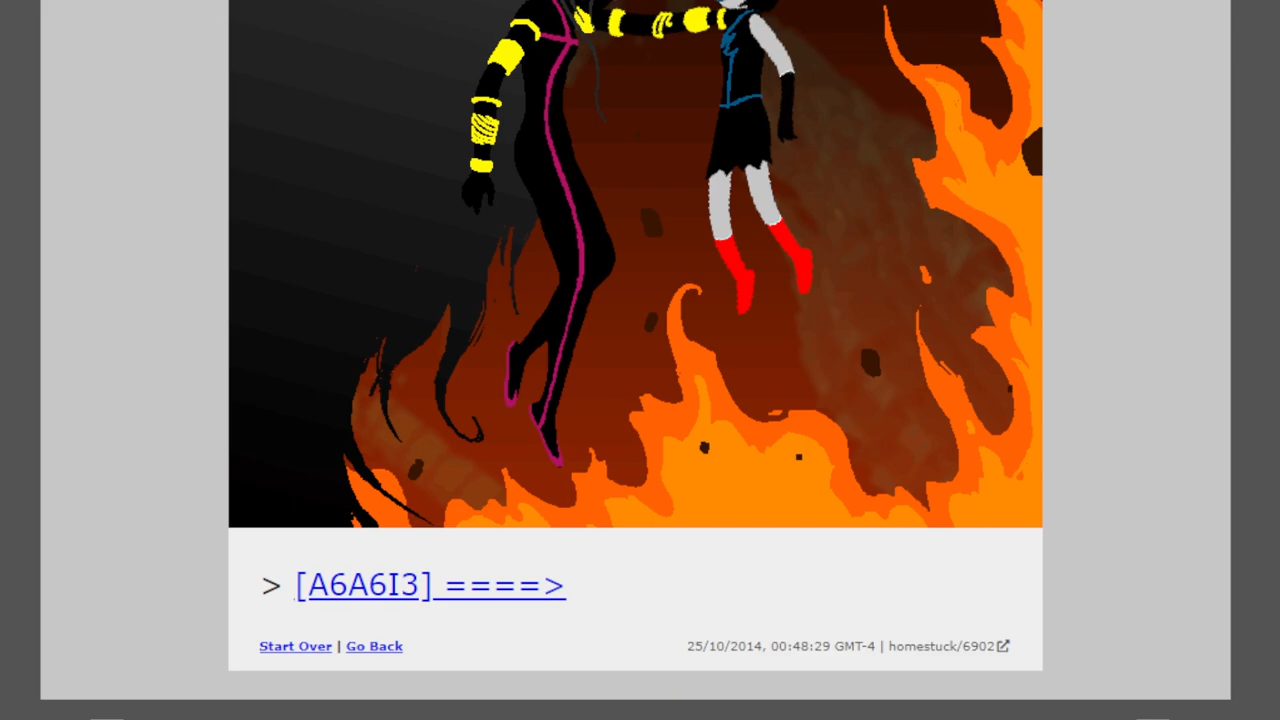 > [A6A6I3] ====>
Start Over | Go Back
25/10/2014, 00:48:29 GMT-4 | homestuck/6902